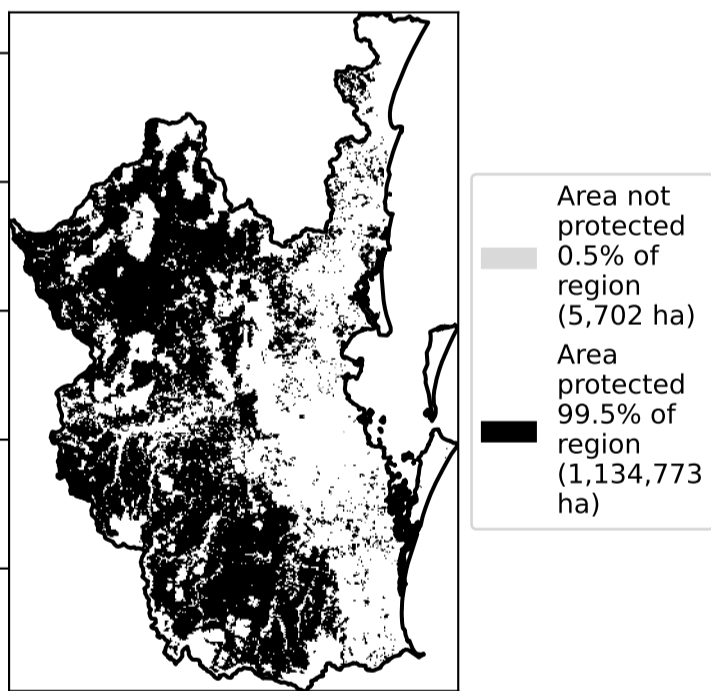 Area not
protected
0.5% of
region
(5,702 ha)
Area
protected
99.5% of
region
(1,134,773
ha)